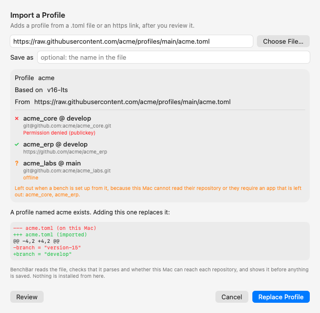 Import a Profile
Adds a profile from a .toml file or an https link, after you review it.
https://raw.githubusercontent.com/acme/profiles/main/acme.toml
Choose File...
Save as
optional: the name in the file
Profile acme
Based on v16-lts
From https://raw.githubusercontent.com/acme/profiles/main/acme.toml
× acme_core @ develop
git@github.com:acme/acme_core.git
Permission denied (publickey)
✓ acme_erp @ develop
https://github.com/acme/acme_erp
? acme_labs @ main
git@github.com:acme/acme_labs.git
offline
Left out when a bench is set up from it, because this Mac cannot read their repository or they require an app that is left
out: acme_core, acme_erp.
A profile named acme exists. Adding this one replaces it:
--- acme.toml (on this Mac)
+++ acme.toml (imported)
@@ -4,2 +4,2 @@
-branch = "version-15"
+branch = "develop"
BenchBar reads the file, checks that it parses and whether this Mac can reach each repository, and shows it before anything
is saved. Nothing is installed from here.
Review
Cancel
Replace Profile